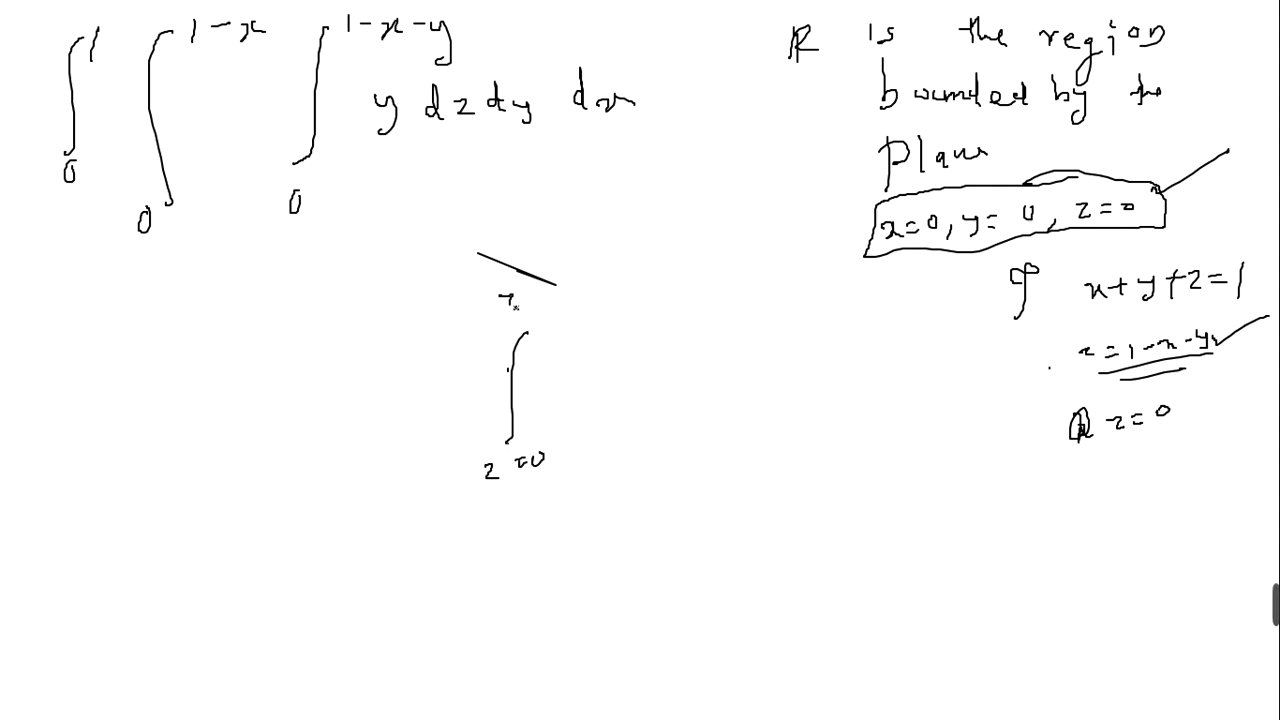 ∫₀¹ ∫₀^{1-x} ∫₀^{1-x-y} y dz dy dx
R is the region
bounded by the
plane
x=0, y=0, z=0
x+y+z=1
z=1-x-y
z=0
∫
z=0